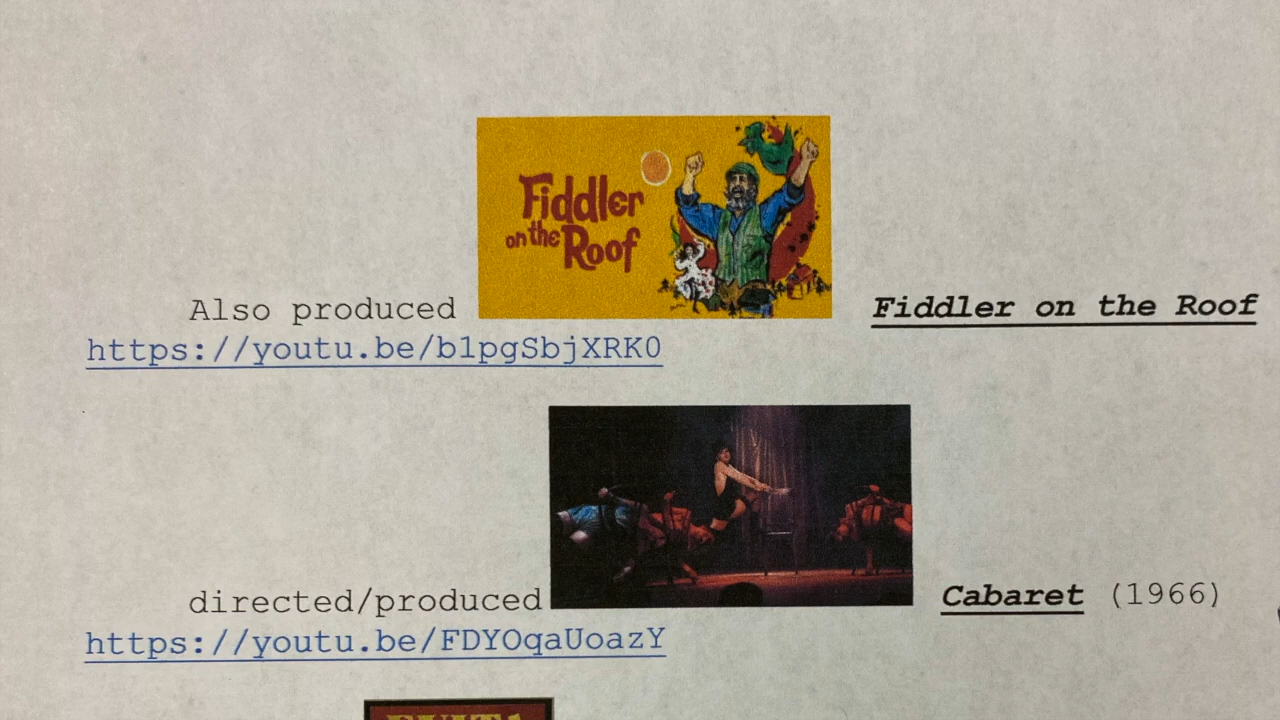 Fiddler
on the Roof
Also produced Fiddler on the Roof
https://youtu.be/b1pgSbjXRK0
directed/produced Cabaret (1966)
https://youtu.be/FDYOqaUoazY